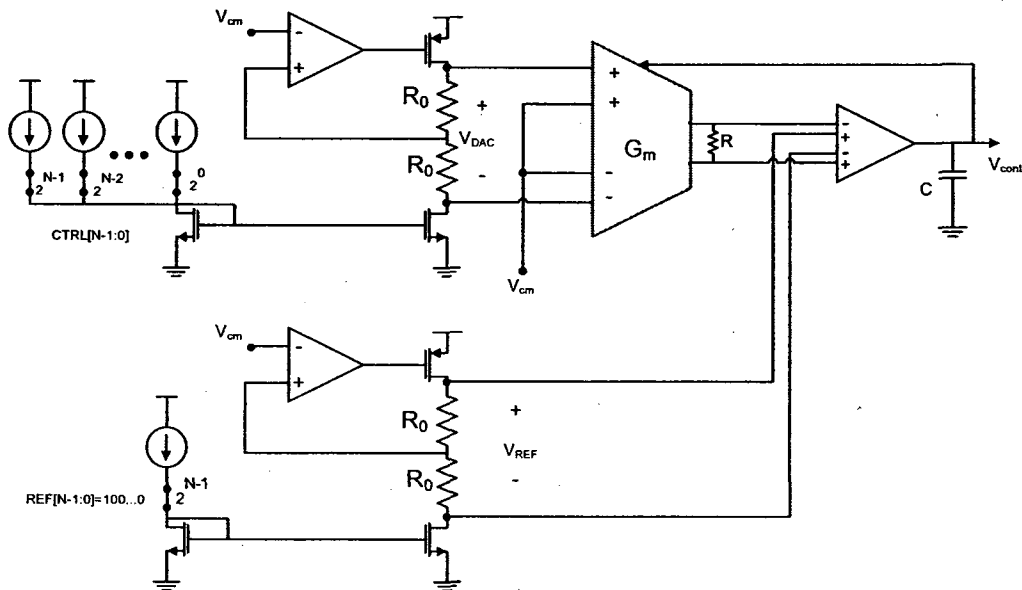 Vcm
-
+
R0
+
VDAC
-
R0
N-1
2
N-2
2
0
2
CTRL[N-1:0]
+
+
Gm
-
-
Vcm
R
-
+
-
+
C
Vcont
Vcm
-
+
R0
+
VREF
-
R0
N-1
2
REF[N-1:0]=100...0